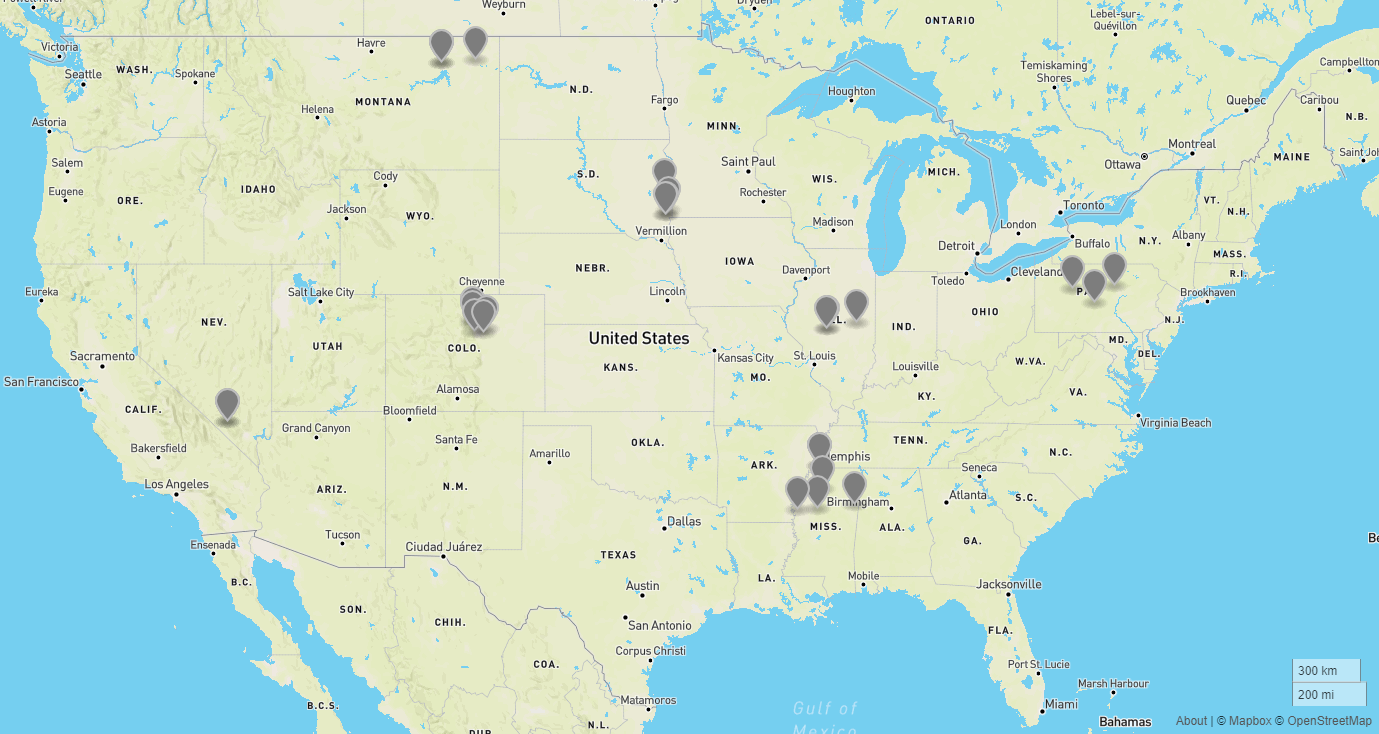 Powell River
Weyburn
Dryden
ONTARIO
Lebel-sur-
Quévillon
Victoria
Havre
Seattle
WASH.
Spokane
Temiskaming
Shores
Campbellton
MONTANA
N.D.
Houghton
Helena
Fargo
Quebec
Caribou
Astoria
MINN.
N.B.
Salem
Saint Paul
Montreal
Ottawa
MAINE
Saint Joh
Cody
S.D.
WIS.
MICH.
Eugene
ORE.
IDAHO
Rochester
VT.
Jackson
WYO.
Toronto
N.H.
Madison
London
Vermillion
Buffalo
N.Y.
Albany
Detroit
MASS.
NEBR.
IOWA
Davenport
Toledo
Cleveland
R.I.
Cheyenne
Eureka
Salt Lake City
Lincoln
Brookhaven
P
NEV.
L.
IND.
OHIO
N.J.
United States
UTAH
COLO.
MD.
DEL.
Sacramento
KANS.
Kansas City
St. Louis
W.VA.
Louisville
San Francisco
MO.
VA.
Alamosa
KY.
CALIF.
Bloomfield
Virginia Beach
Grand Canyon
Santa Fe
OKLA.
TENN.
Bakersfield
Amarillo
emphis
N.C.
ARK.
Seneca
Los Angeles
ARIZ.
N.M.
Atlanta
S.C.
Birmingham
Dallas
MISS.
ALA.
Tucson
GA.
Ensenada
Ciudad Juárez
TEXAS
B.C.
LA.
Mobile
Jacksonville
Austin
SON.
CHIH.
San Antonio
FLA.
Corpus Christi
COA.
Port St. Lucie
300 km
Marsh Harbour
200 mi
B.C.S.
Matamoros
Miami
Gulf of
Mexico
N.L.
Bahamas
DUR.
About | © Mapbox © OpenStreetMap